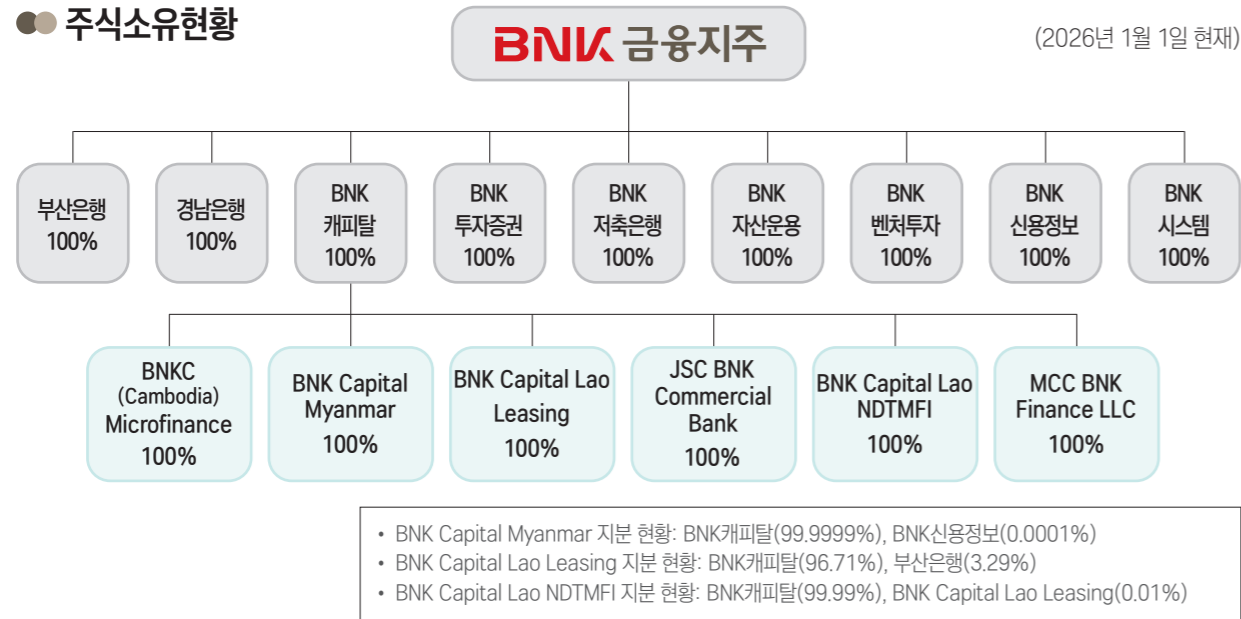 주식소유현황
BNK 금융지주
(2026년 1월 1일 현재)
부산은행
100%
경남은행
100%
BNK
캐피탈
100%
BNK
투자증권
100%
BNK
저축은행
100%
BNK
자산운용
100%
BNK
벤처투자
100%
BNK
신용정보
100%
BNK
시스템
100%
BNKC
(Cambodia)
Microfinance
100%
BNK Capital
Myanmar
100%
BNK Capital Lao
Leasing
100%
JSC BNK
Commercial
Bank
100%
BNK Capital Lao
NDTMFI
100%
MCC BNK
Finance LLC
100%
• BNK Capital Myanmar 지분 현황: BNK캐피탈(99.9999%), BNK신용정보(0.0001%)
• BNK Capital Lao Leasing 지분 현황: BNK캐피탈(96.71%), 부산은행(3.29%)
• BNK Capital Lao NDTMFI 지분 현황: BNK캐피탈(99.99%), BNK Capital Lao Leasing(0.01%)